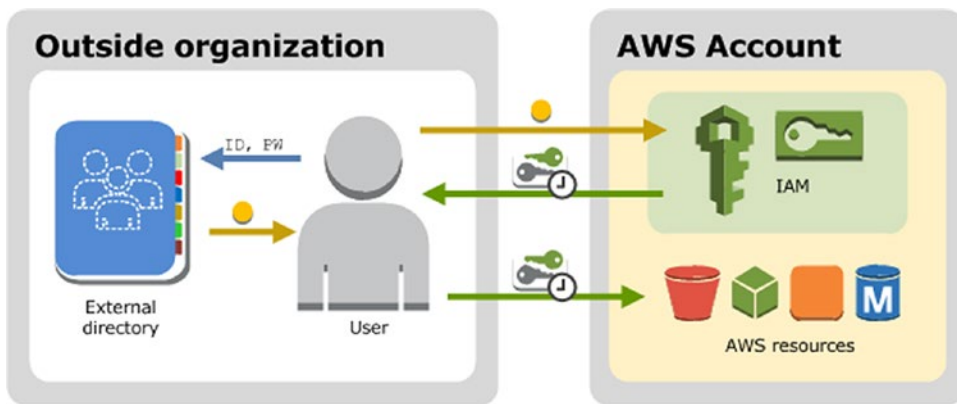 Outside organization
AWS Account
ID, PW
IAM
External
directory
User
M
AWS resources